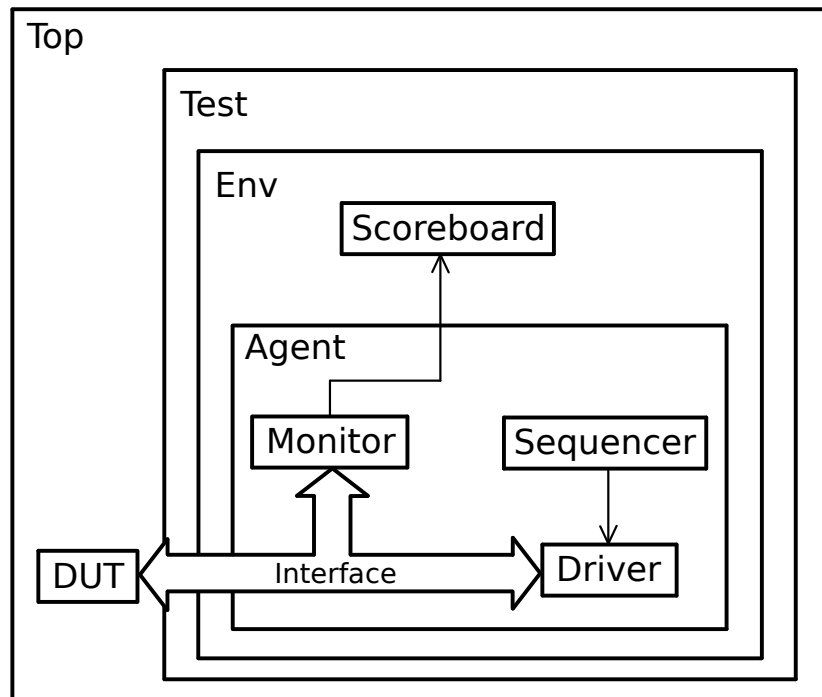 Top
Test
Env
Scoreboard
Agent
Monitor
Sequencer
DUT
Interface
Driver